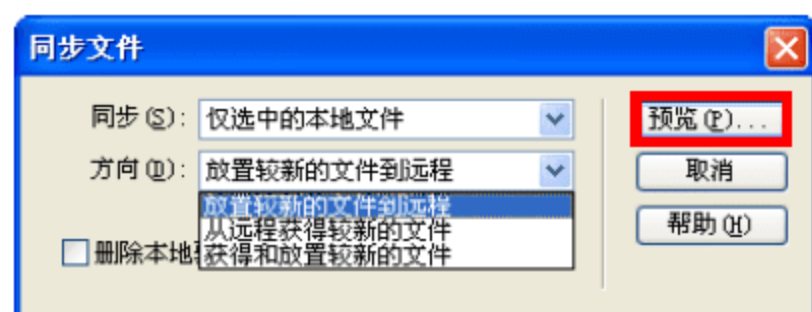 同步文件
同步(S): 仅选中的本地文件 预览(P)...
方向(D): 放置较新的文件到远程 取消
放置较新的文件到远程
从远程获得较新的文件 帮助(H)
删除本地 获得和放置较新的文件